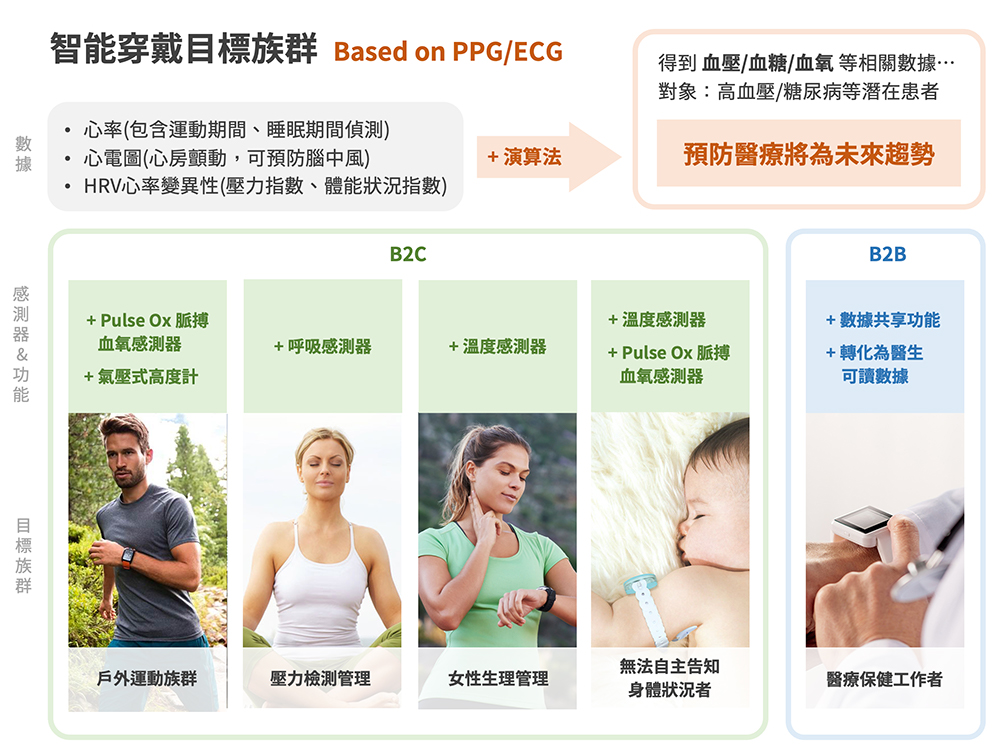 智能穿戴目標族群 Based on PPG/ECG
得到 血壓/血糖/血氧 等相關數據⋯
對象：高血壓/糖尿病等潛在患者
預防醫療將為未來趨勢
數據
• 心率(包含運動期間、睡眠期間偵測)
• 心電圖(心房顫動，可預防腦中風)
• HRV心率變異性(壓力指數、體能狀況指數)
+ 演算法
感測器&功能
B2C
+ Pulse Ox 脈搏
血氧感測器
+ 氣壓式高度計
+ 呼吸感測器
+ 溫度感測器
+ 溫度感測器
+ Pulse Ox 脈搏
血氧感測器
B2B
+ 數據共享功能
+ 轉化為醫生
可讀數據
目標族群
戶外運動族群
壓力檢測管理
女性生理管理
無法自主告知
身體狀況者
醫療保健工作者